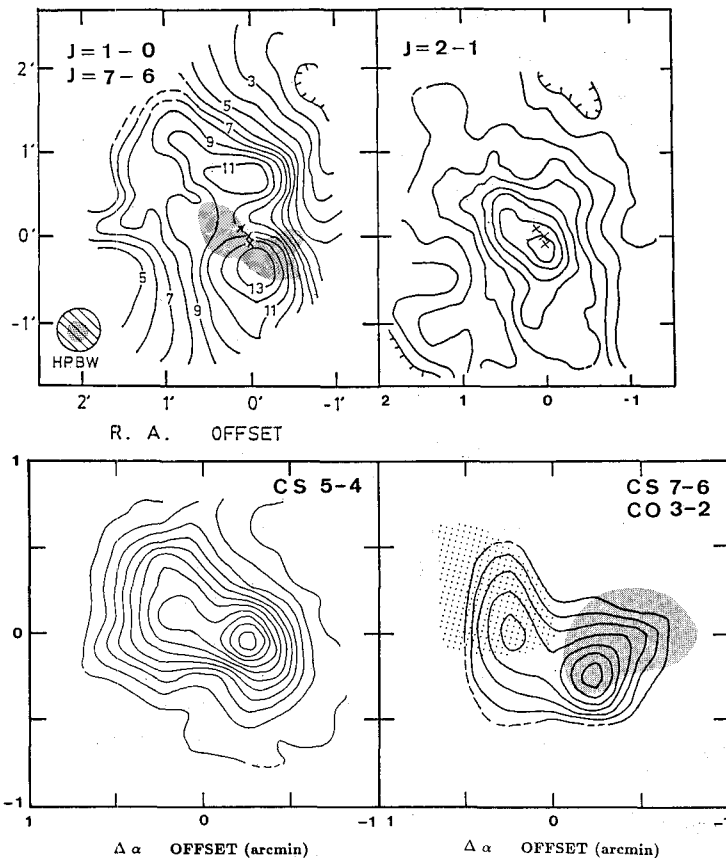 J=1-0
J=7-6
J=2-1
2'
1'
0'
-1'
3
5
7
9
11
13
5
7
9
11
HPBW
2' 1' 0' -1'
2 1 0 -1
R. A. OFFSET
CS 5-4
CS 7-6
CO 3-2
1
0
-1
1 0 -1 1 0 -1
Δ α OFFSET (arcmin) Δ α OFFSET (arcmin)